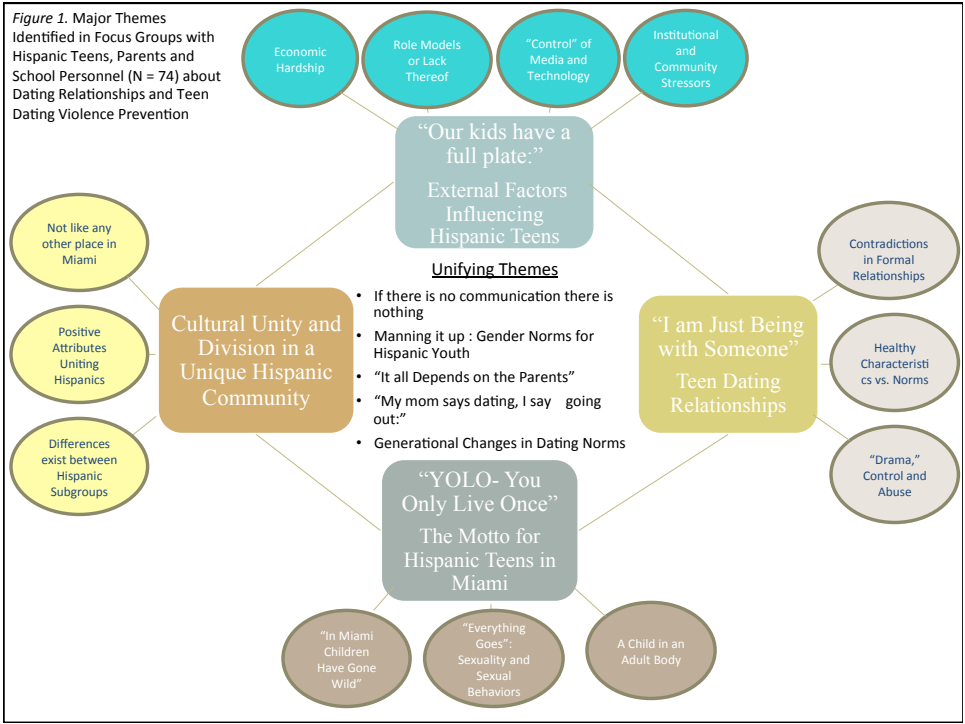 Figure 1. Major Themes
Identified in Focus Groups with
Hispanic Teens, Parents and
School Personnel (N = 74) about
Dating Relationships and Teen
Dating Violence Prevention
Economic
Hardship
Role Models
or Lack
Thereof
“Control” of
Media and
Technology
Institutional
and
Community
Stressors
“Our kids have a
full plate:”
External Factors
Influencing
Hispanic Teens
Not like any
other place in
Miami
Positive
Attributes
Uniting
Hispanics
Differences
exist between
Hispanic
Subgroups
Cultural Unity and
Division in a
Unique Hispanic
Community
Unifying Themes
• If there is no communication there is
nothing
• Manning it up : Gender Norms for
Hispanic Youth
• “It all Depends on the Parents”
• “My mom says dating, I say going
out:”
• Generational Changes in Dating Norms
“I am Just Being
with Someone”
Teen Dating
Relationships
Contradictions
in Formal
Relationships
Healthy
Characteristi
cs vs. Norms
“Drama,”
Control and
Abuse
“YOLO- You
Only Live Once”
The Motto for
Hispanic Teens in
Miami
“In Miami
Children
Have Gone
Wild”
“Everything
Goes”:
Sexuality and
Sexual
Behaviors
A Child in an
Adult Body